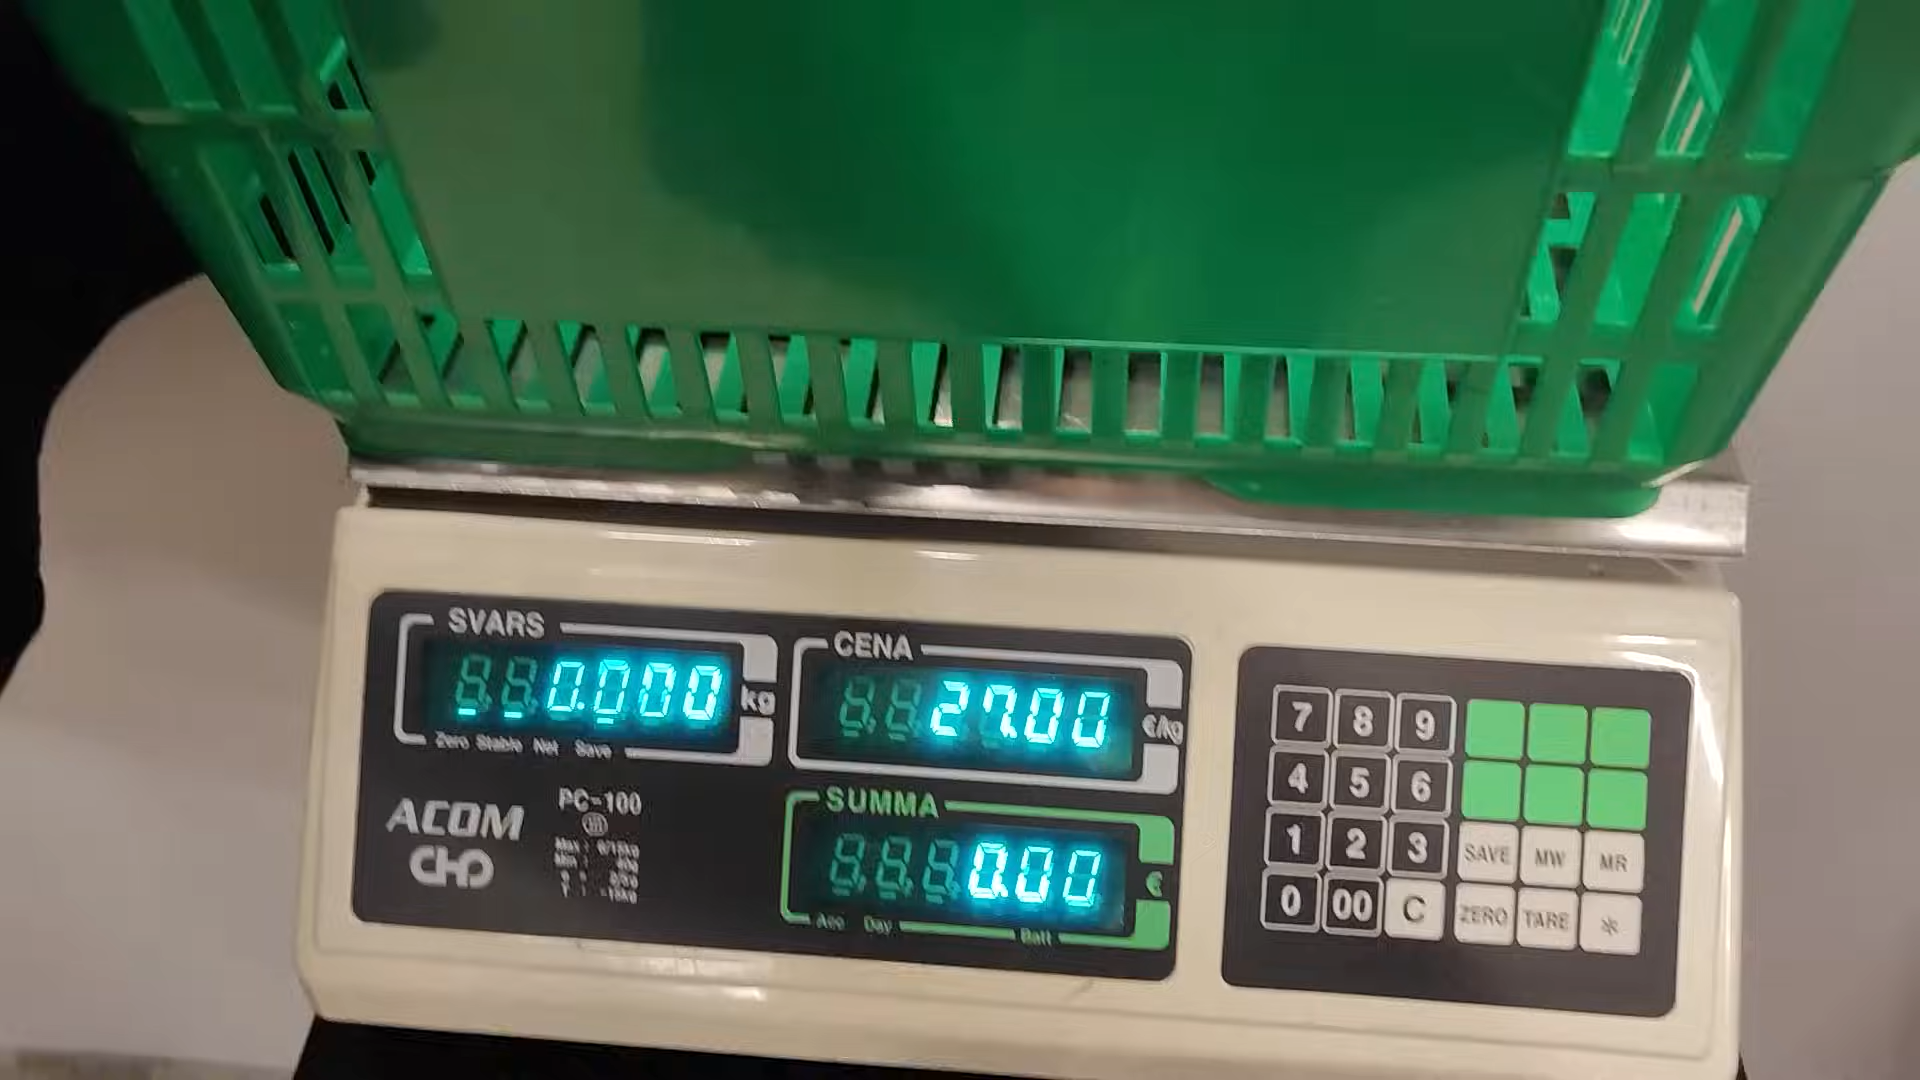 SVARS
0.000 kg
Zero Stable Net Save
CENA
27.00 €/kg
ACOM
PC-100
SUMMA
0.00 €
Acc Day Batt
7 8 9
4 5 6
1 2 3 SAVE MW MR
0 00 C ZERO TARE *